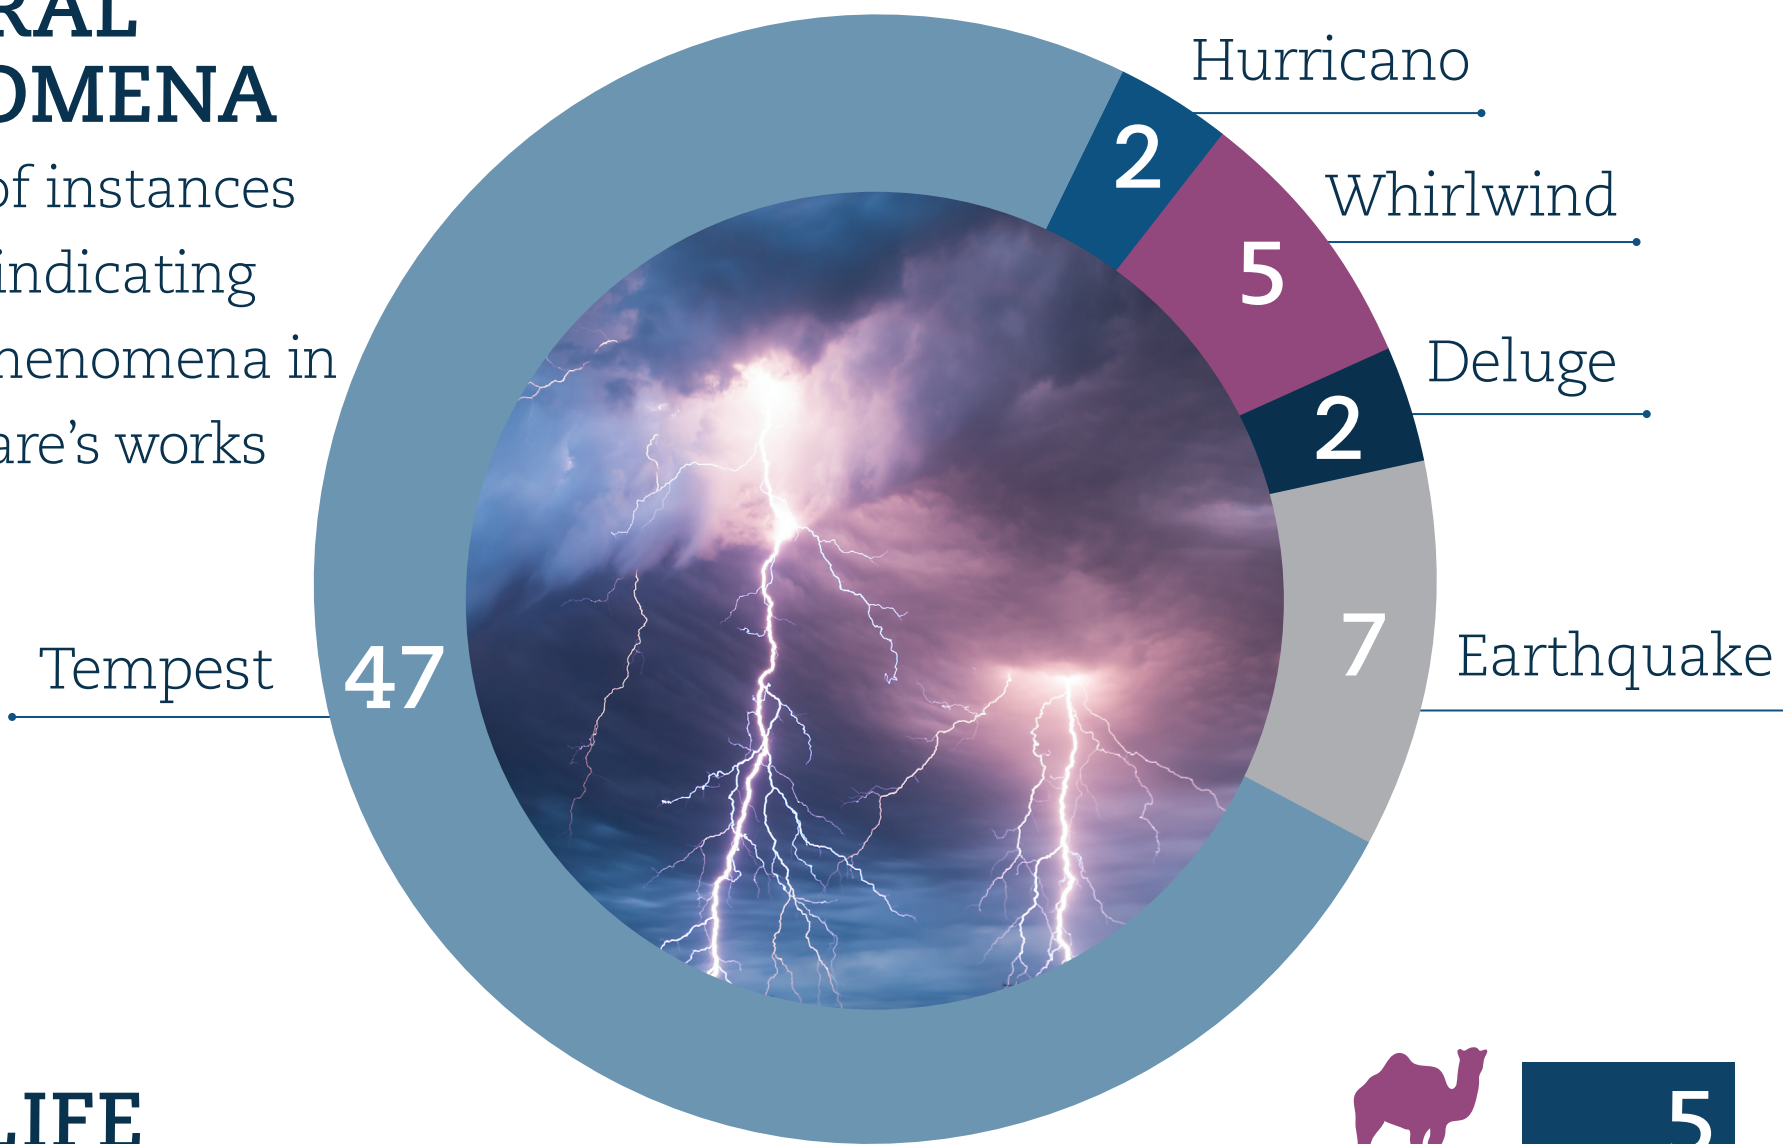 RAL
OMENA
of instances
indicating
henomena in
are’s works
Hurricano
2
Whirlwind
5
Deluge
2
Earthquake
7
Tempest
47
LIFE
5